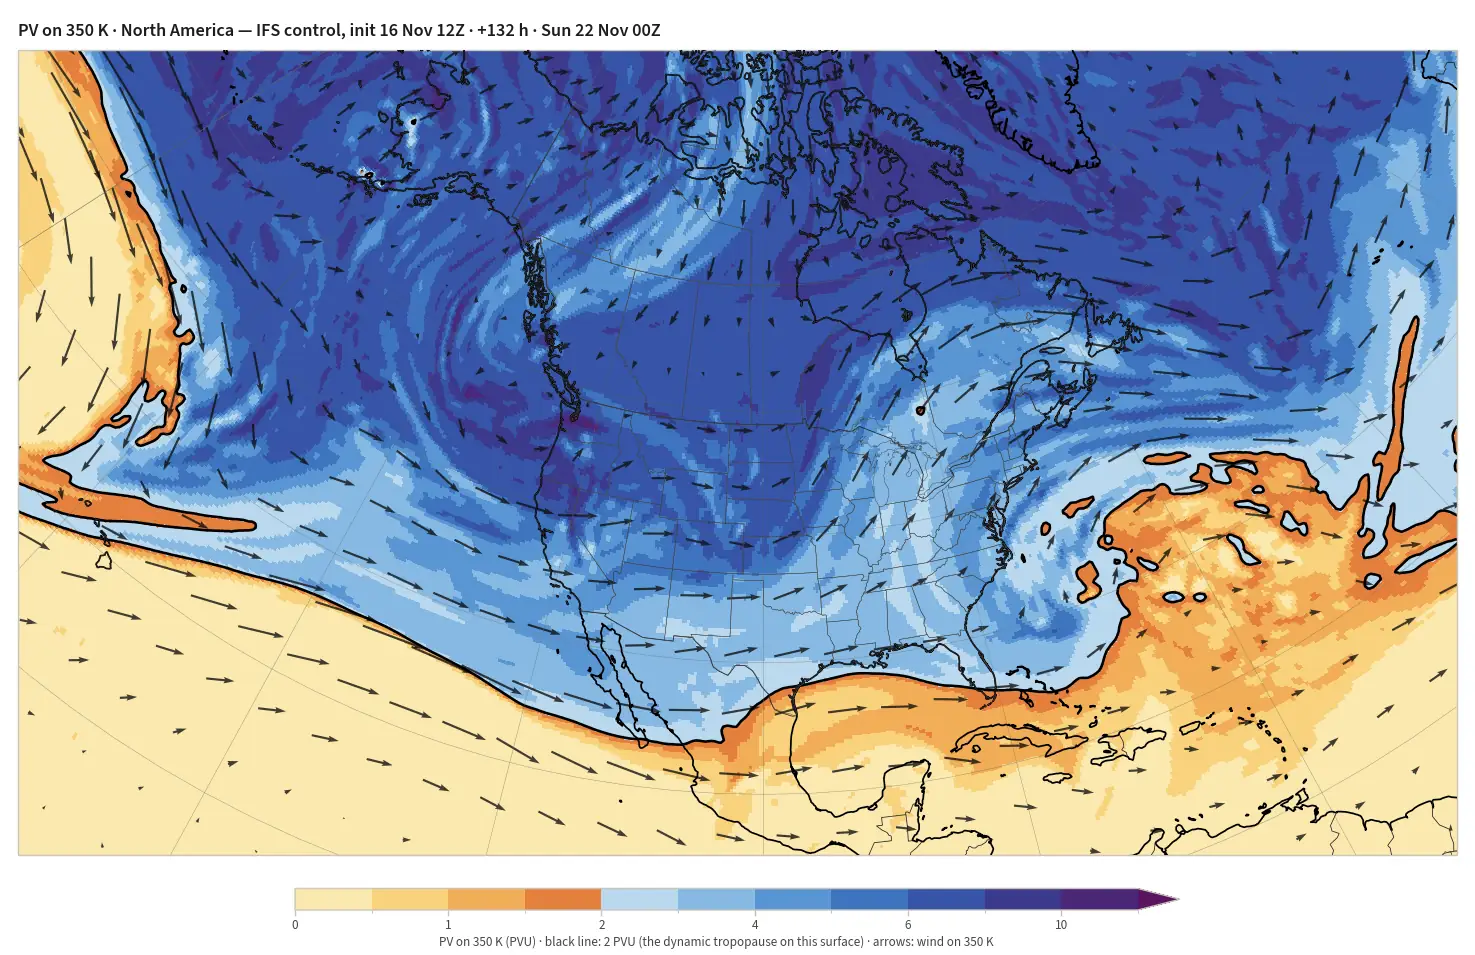 PV on 350 K · North America — IFS control, init 16 Nov 12Z · +132 h · Sun 22 Nov 00Z
0 1 2 4 6 10
PV on 350 K (PVU) · black line: 2 PVU (the dynamic tropopause on this surface) · arrows: wind on 350 K